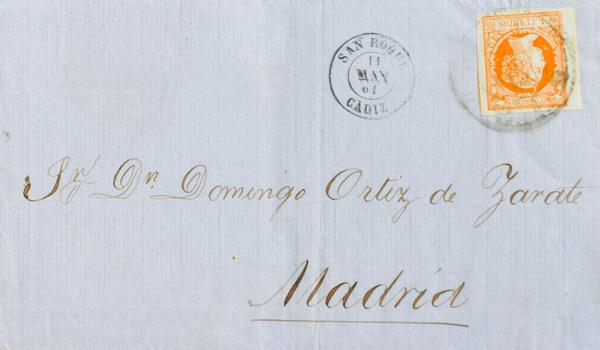 SAN ROQUE
11
MAY
61
CADIZ
Sr. Dn. Domingo Ortiz de Zarate
Madrid